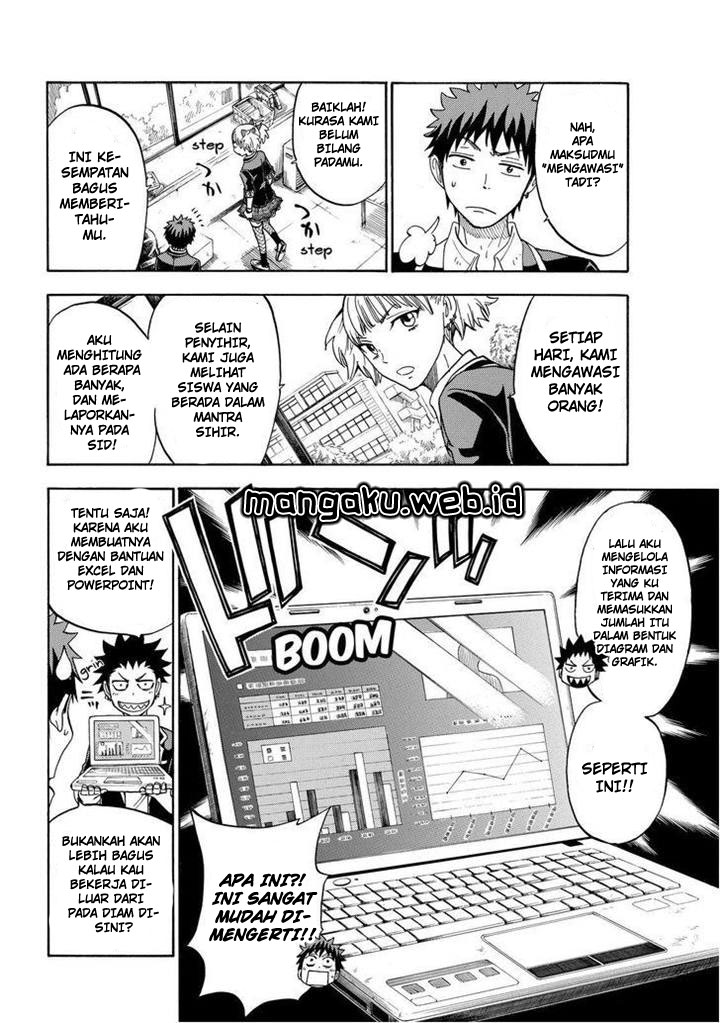 NAH,
APA
MAKSUDMU
"MENGAWASI"
TADI?
BAIKLAH!
KURASA KAMI
BELUM
BILANG
PADAMU.
step
つか
つか
step
INI KE-
SEMPATAN
BAGUS
MEMBERI-
TAHU-
MU.
SETIAP
HARI, KAMI
MENGAWASI
BANYAK
ORANG!
SELAIN
PENYIHIR,
KAMI JUGA
MELIHAT
SISWA YANG
BERADA DALAM
MANTRA
SIHIR.
AKU
MENGHITUNG
ADA BERAPA
BANYAK,
DAN ME-
LAPORKAN-
NYA PADA
SID!
mangaku.web.id
LALU AKU
MENGELOLA
INFORMASI
YANG KU
TERIMA DAN
MEMASUKKAN
JUMLAH ITU
DALAM BENTUK
DIAGRAM DAN
GRAFIK.
SEPERTI
INI!!
BOOM
APA INI?!
INI SANGAT
MUDAH DI-
MENGERTI!!
TENTU SAJA!
KARENA AKU
MEMBUATNYA
DENGAN BANTUAN
EXCEL DAN
POWERPOINT!
grin
BUKANKAH AKAN
LEBIH BAGUS
KALAU KAU
BEKERJA DI-
LUAR DARI
PADA DIAM DI-
SINI?